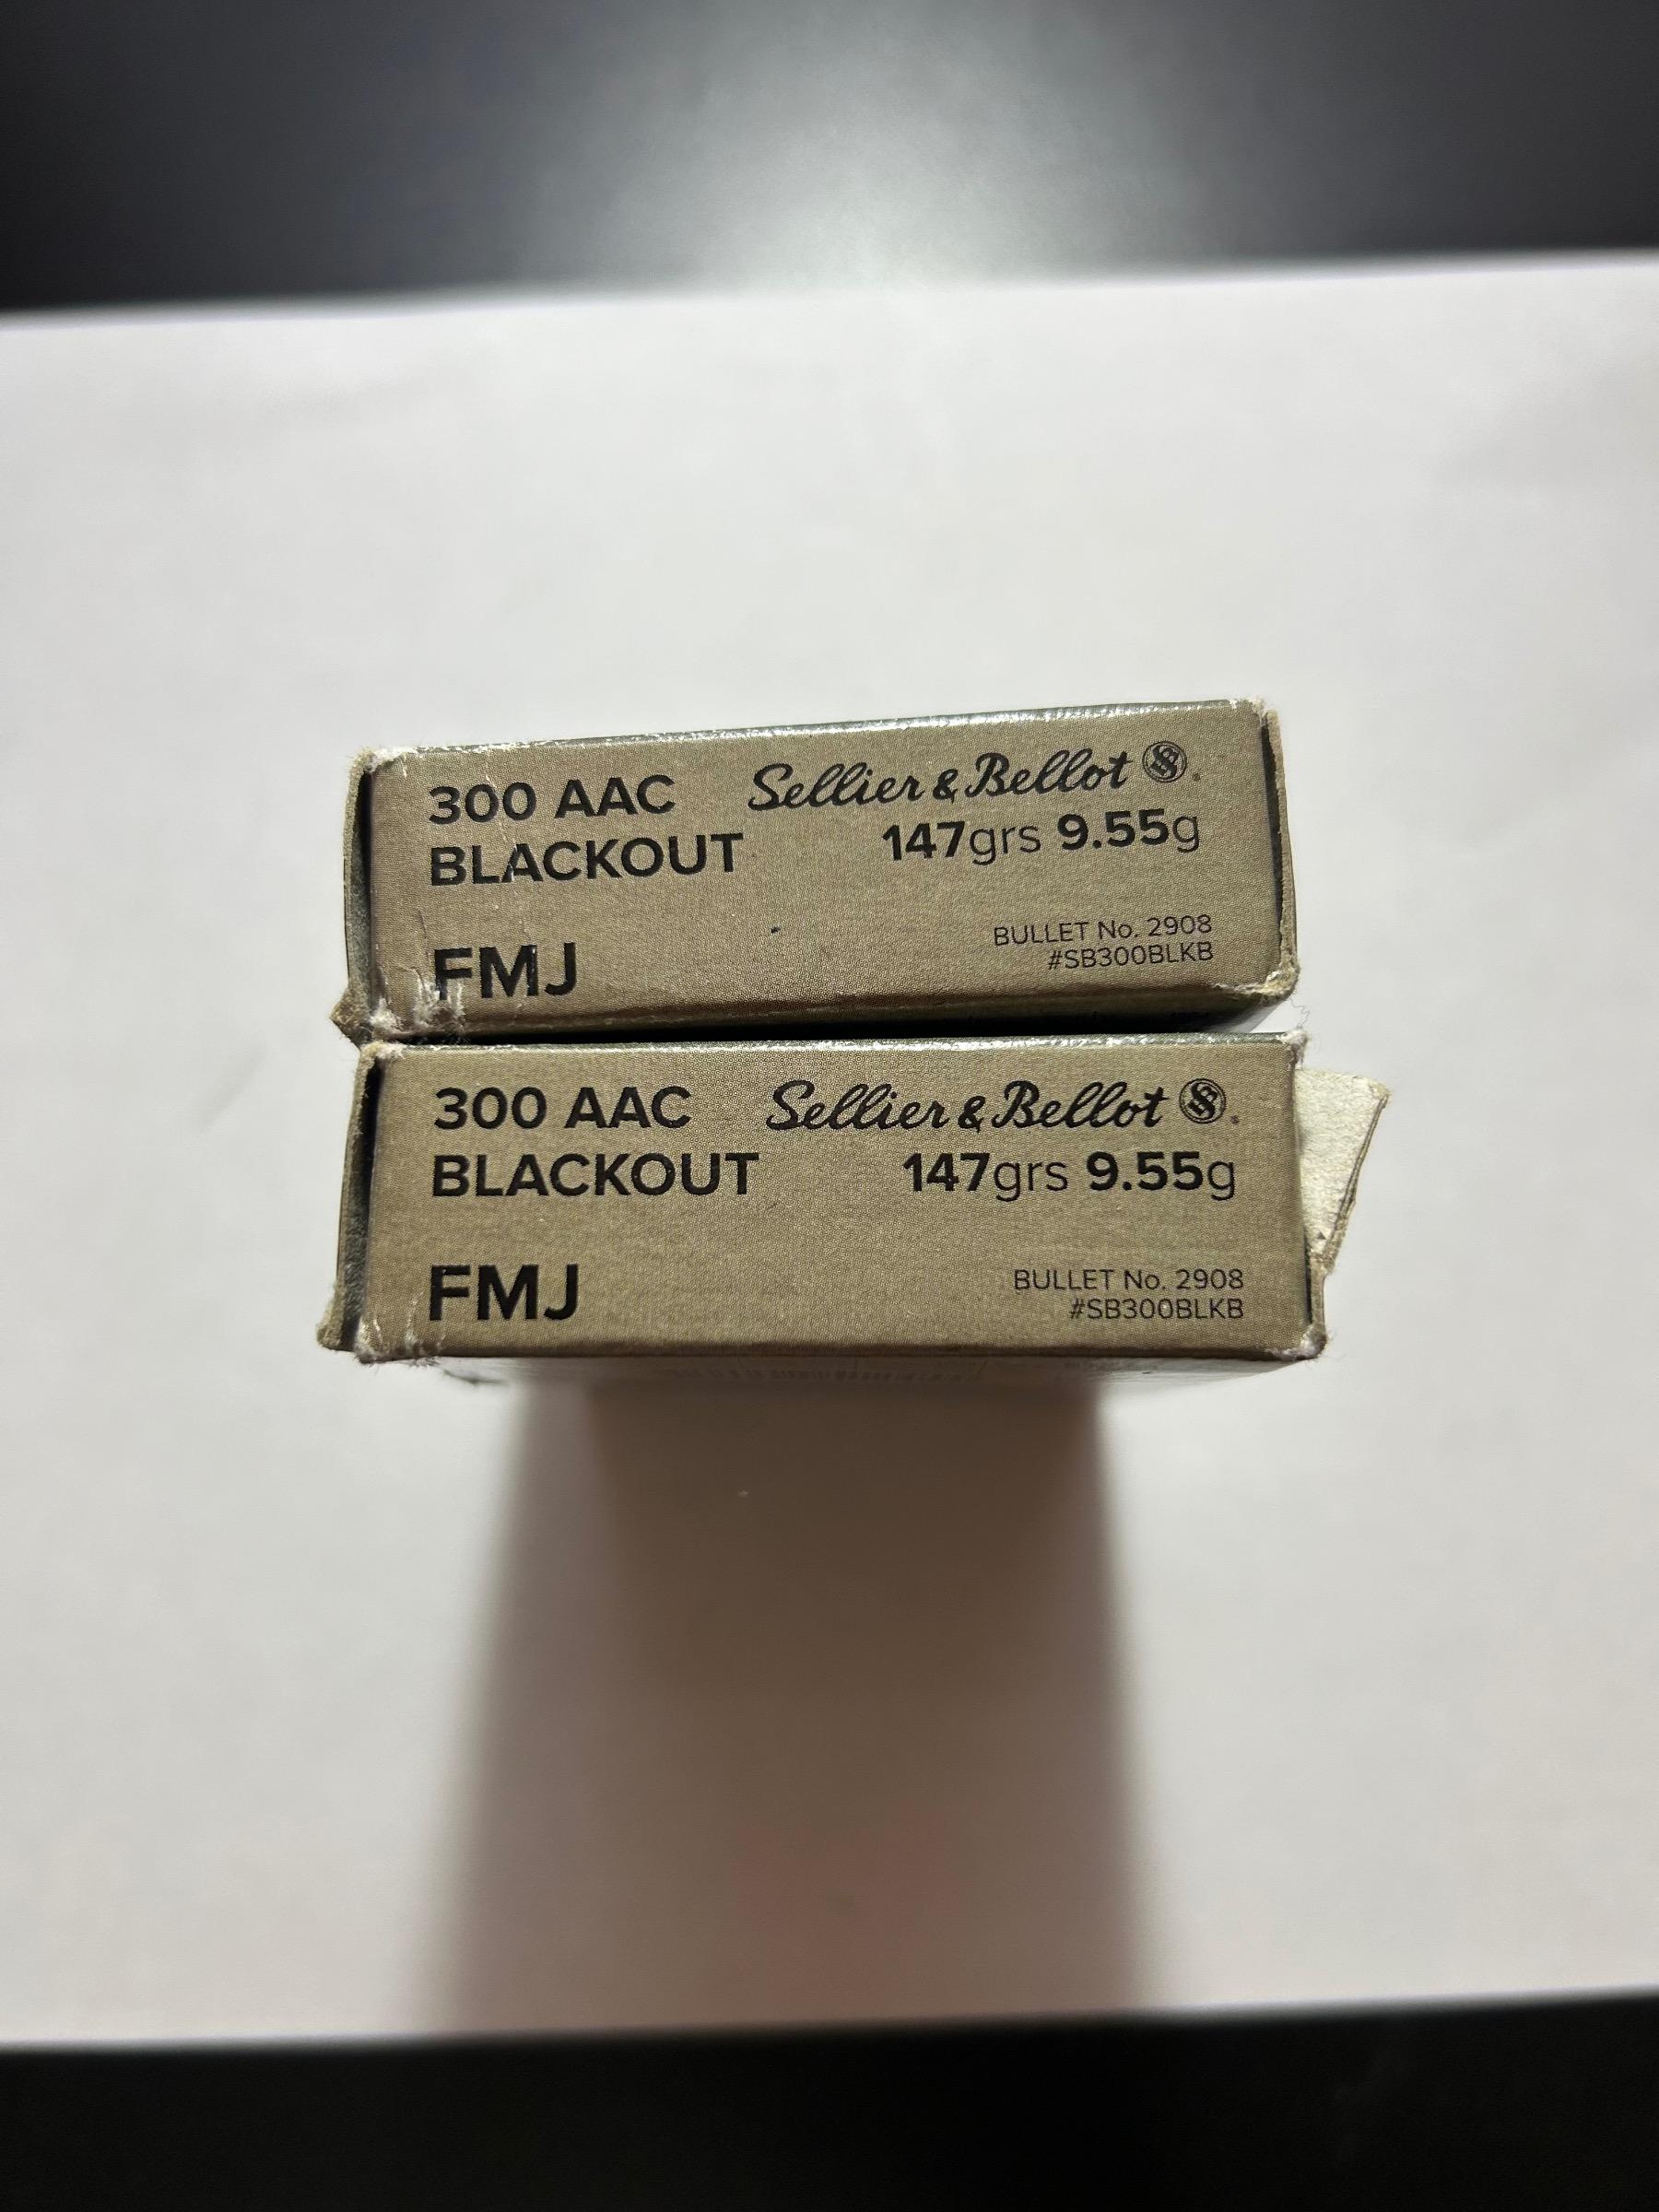 300 AAC Sellier & Bellot
BLACKOUT 147grs 9.55g
BULLET No. 2908
#SB300BLKB
FMJ
300 AAC Sellier & Bellot
BLACKOUT 147grs 9.55g
BULLET No. 2908
#SB300BLKB
FMJ